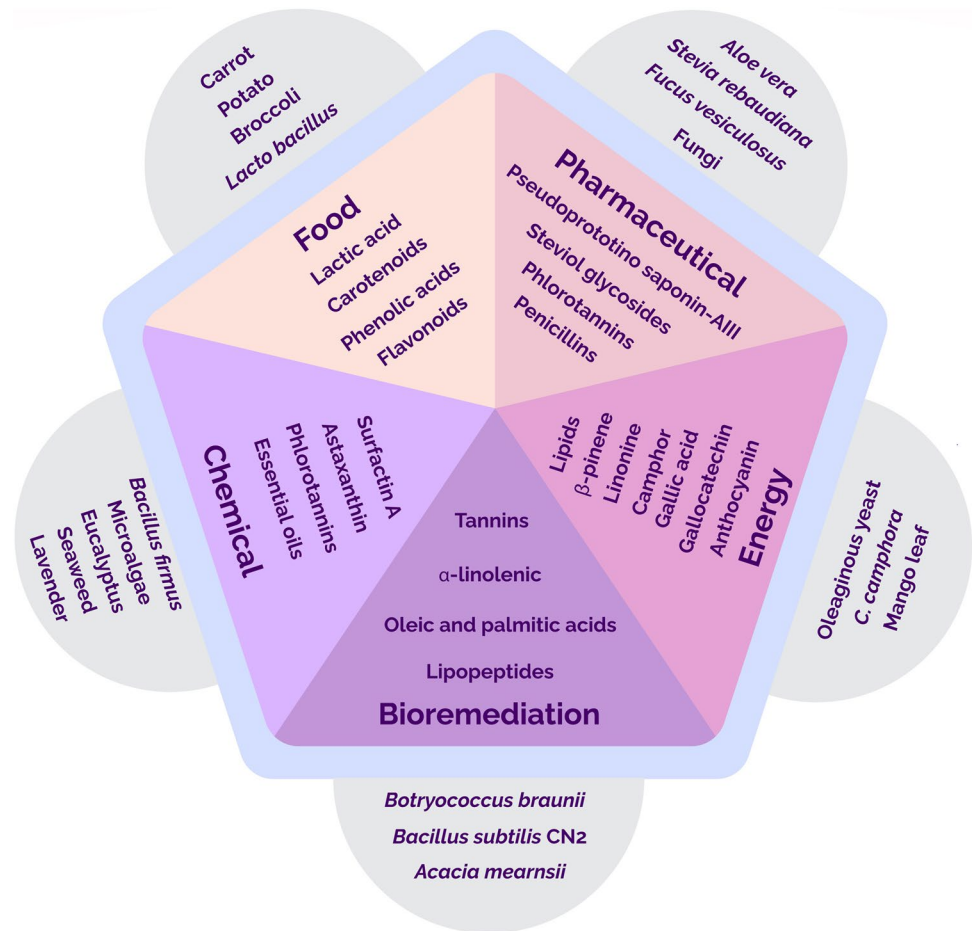 Carrot
Potato
Broccoli
Lacto bacillus
Aloe vera
Stevia rebaudiana
Fucus vesiculosus
Fungi
Food
Lactic acid
Carotenoids
Phenolic acids
Flavonoids
Pharmaceutical
Pseudoprototino saponin-AIII
Steviol glycosides
Phlorotannins
Penicillins
Chemical
Essential oils
Phlorotannins
Astaxanthin
Surfactin A
Lipids
β-pinene
Linonine
Camphor
Gallic acid
Gallocatechin
Anthocyanin
Energy
Tannins
α-linolenic
Oleic and palmitic acids
Lipopeptides
Bioremediation
Bacillus firmus
Microalgae
Eucalyptus
Seaweed
Lavender
Oleaginous yeast
C. camphora
Mango leaf
Botryococcus braunii
Bacillus subtilis CN2
Acacia mearnsii